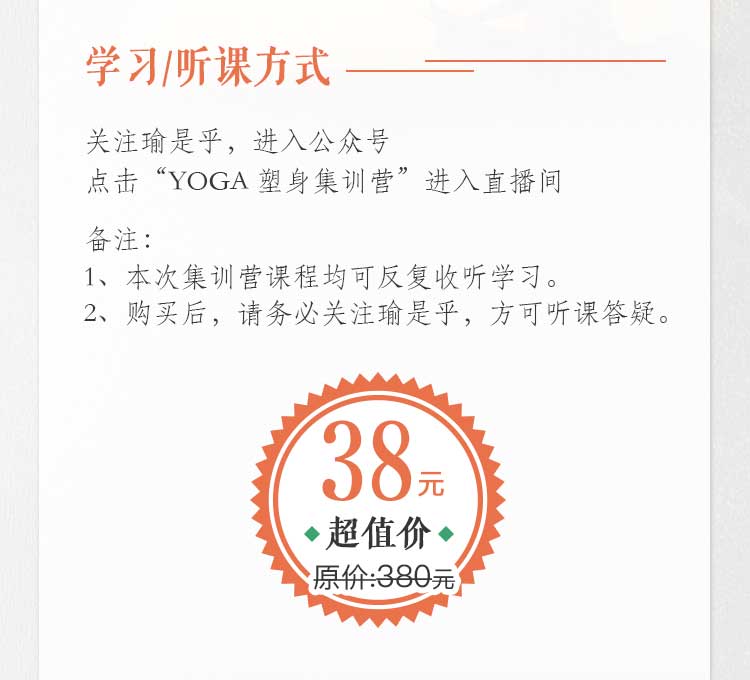 学习/听课方式
关注瑜是乎，进入公众号
点击“YOGA 塑身集训营”进入直播间
备注：
1、本次集训营课程均可反复收听学习。
2、购买后，请务必关注瑜是乎，方可听课答疑。
38元
超值价
原价:380元